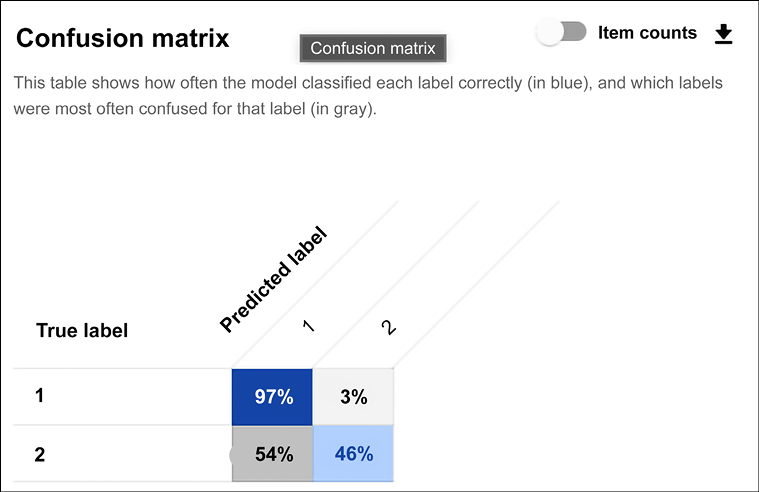 Confusion matrix
Confusion matrix
Item counts
This table shows how often the model classified each label correctly (in blue), and which labels
were most often confused for that label (in gray).
Predicted label
1
2
True label
1
97%
3%
2
54%
46%